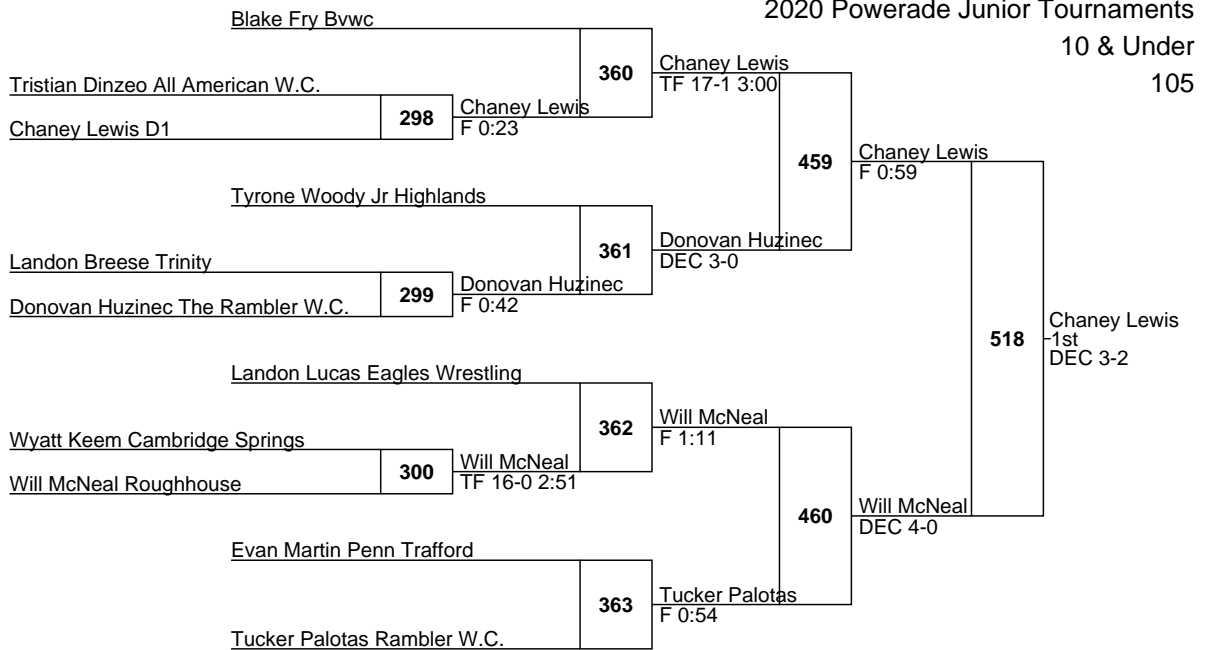 2020 Powerade Junior Tournaments
10 & Under
105
Blake Fry Bvwc
360
Chaney Lewis
TF 17-1 3:00
Tristian Dinzeo All American W.C.
298
Chaney Lewis
F 0:23
Chaney Lewis D1
459
Chaney Lewis
F 0:59
Tyrone Woody Jr Highlands
361
Donovan Huzinec
DEC 3-0
Landon Breese Trinity
299
Donovan Huzinec
F 0:42
Donovan Huzinec The Rambler W.C.
518
Chaney Lewis
1st
DEC 3-2
Landon Lucas Eagles Wrestling
362
Will McNeal
F 1:11
Wyatt Keem Cambridge Springs
300
Will McNeal
TF 16-0 2:51
Will McNeal Roughhouse
460
Will McNeal
DEC 4-0
Evan Martin Penn Trafford
363
Tucker Palotas
F 0:54
Tucker Palotas Rambler W.C.